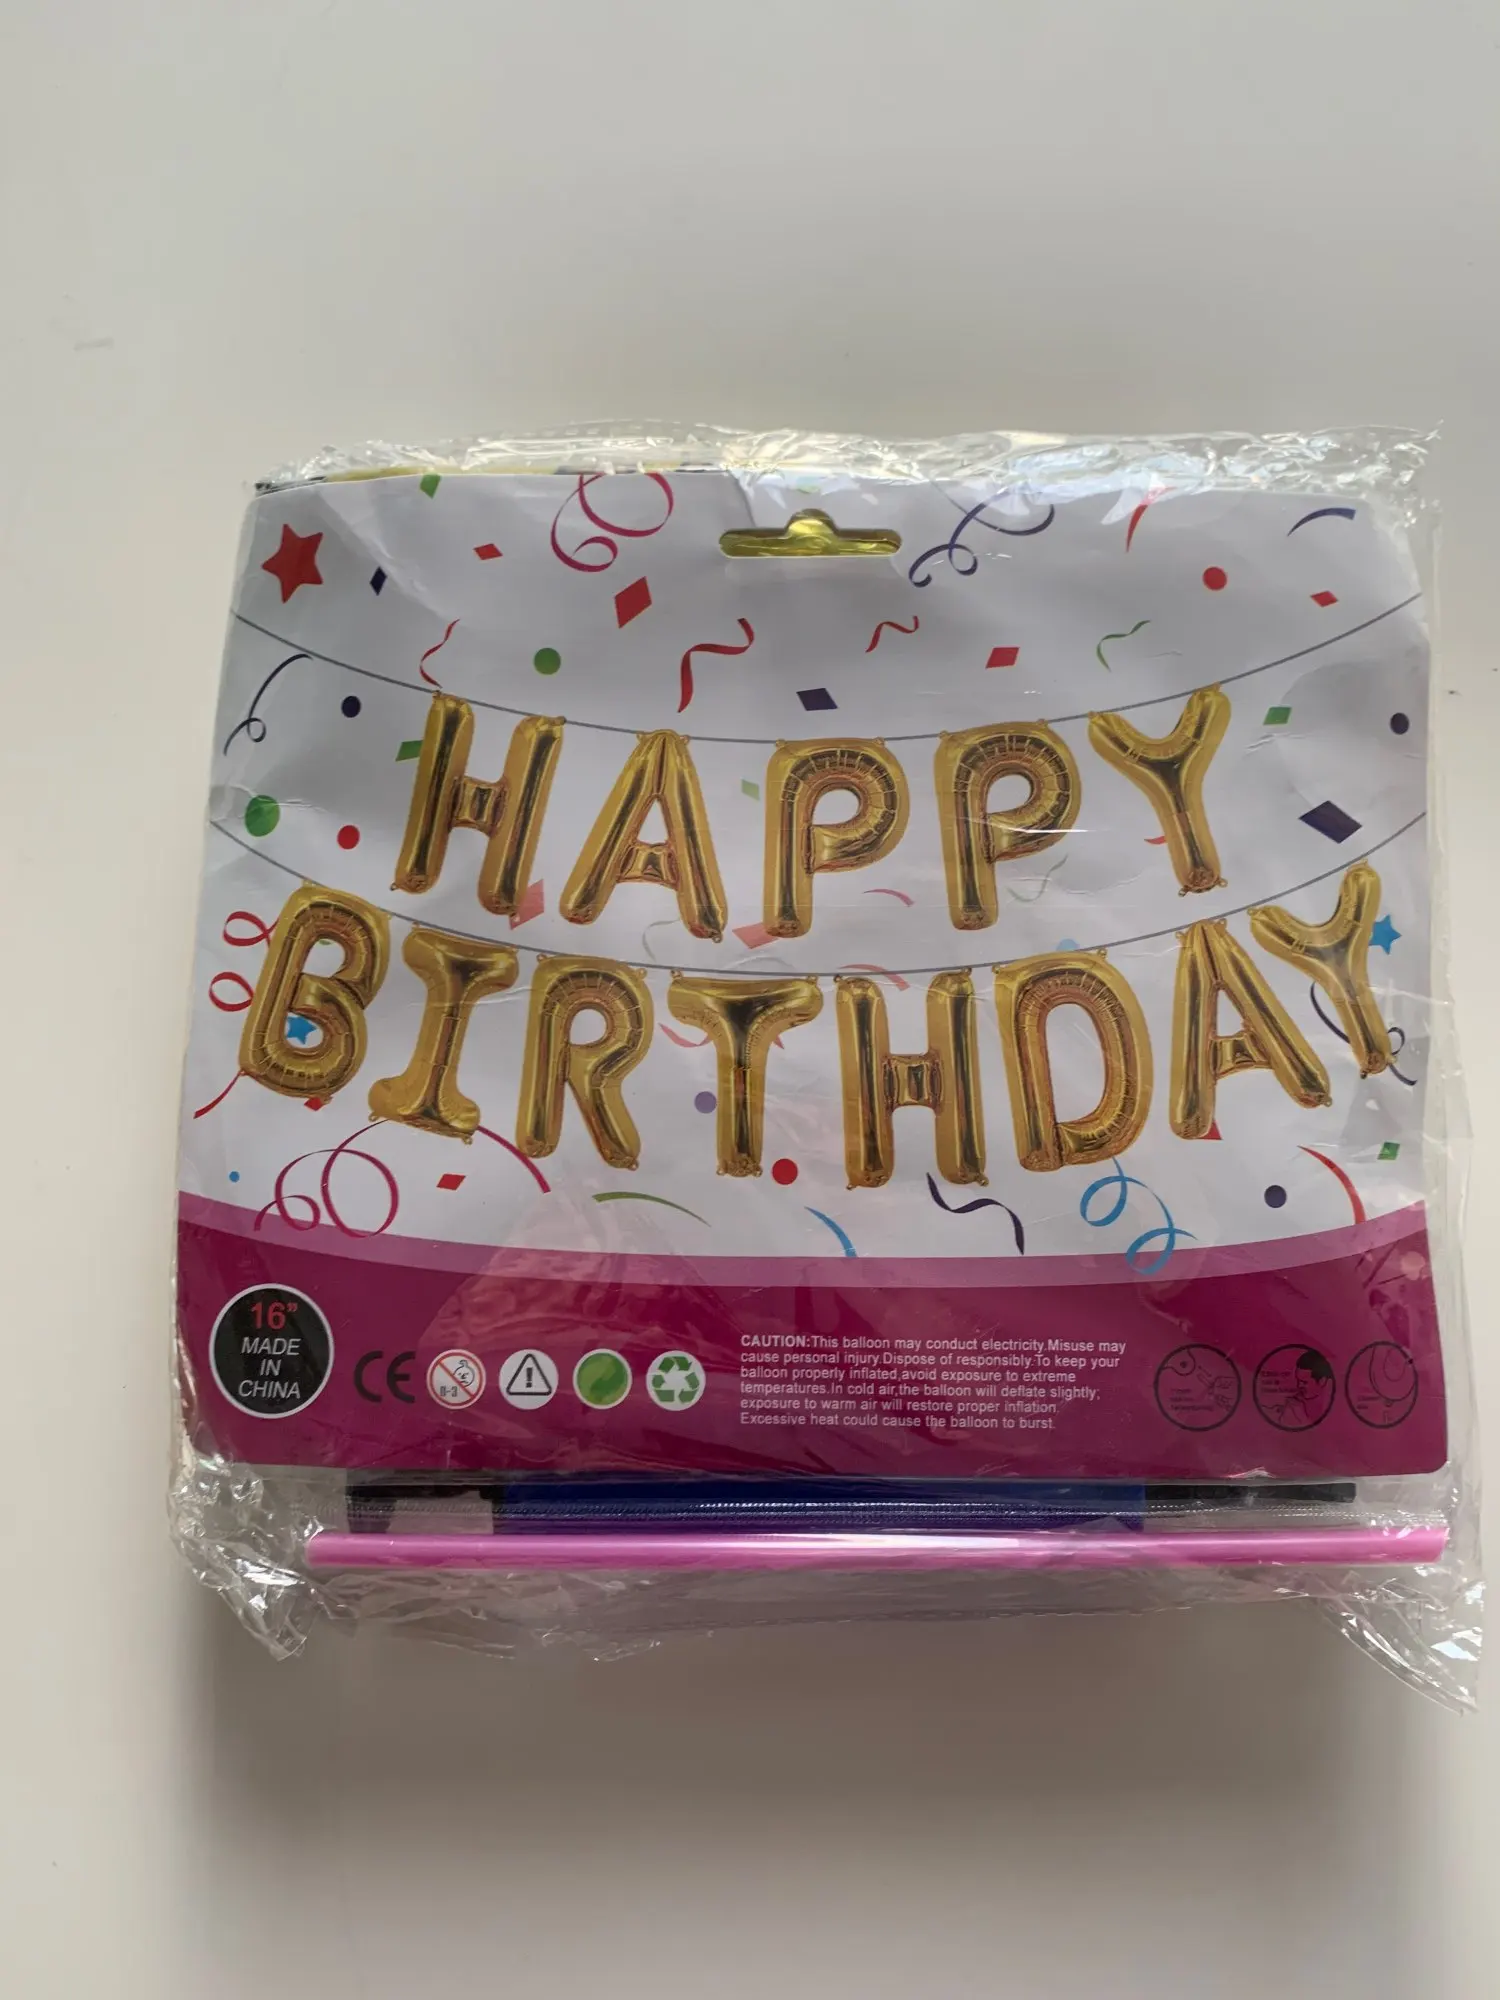 HAPPY
BIRTHDAY
16”
MADE
IN
CHINA
CE
0-3
CAUTION:This balloon may conduct electricity.Misuse may
cause personal injury.Dispose of responsibly.To keep your
balloon properly inflated,avoid exposure to extreme
temperatures.In cold air,the balloon will deflate slightly;
exposure to warm air will restore proper inflation.
Excessive heat could cause the balloon to burst.